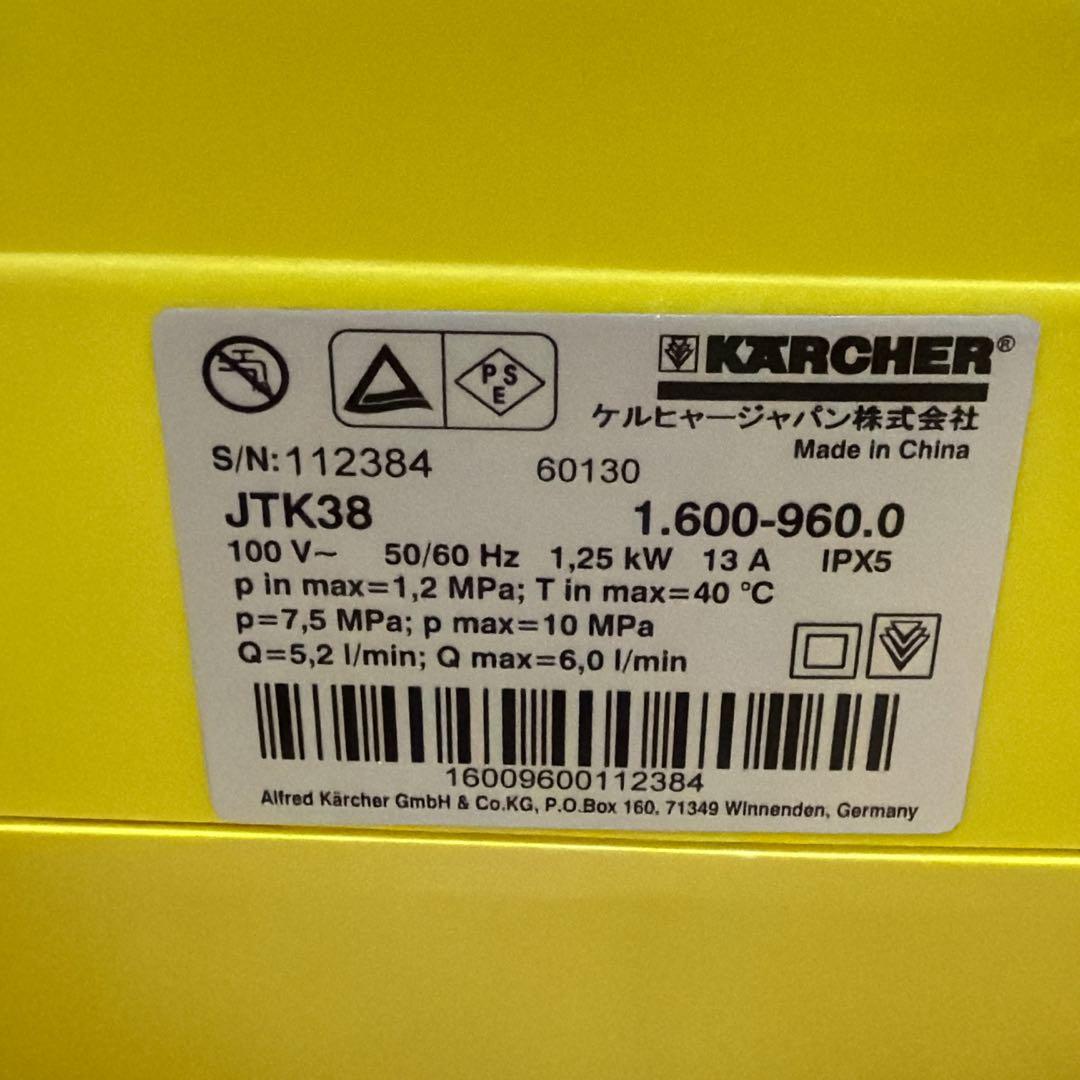 KÄRCHER®
PSE
ケルヒャージャパン株式会社
Made in China
S/N:112384 60130
JTK38 1.600-960.0
100 V~ 50/60 Hz 1,25 kW 13 A IPX5
p in max=1,2 MPa; T in max=40 °C
p=7,5 MPa; p max=10 MPa
Q=5,2 l/min; Q max=6,0 l/min
16009600112384
Alfred Kärcher GmbH & Co.KG, P.O.Box 160. 71349 Winnenden, Germany